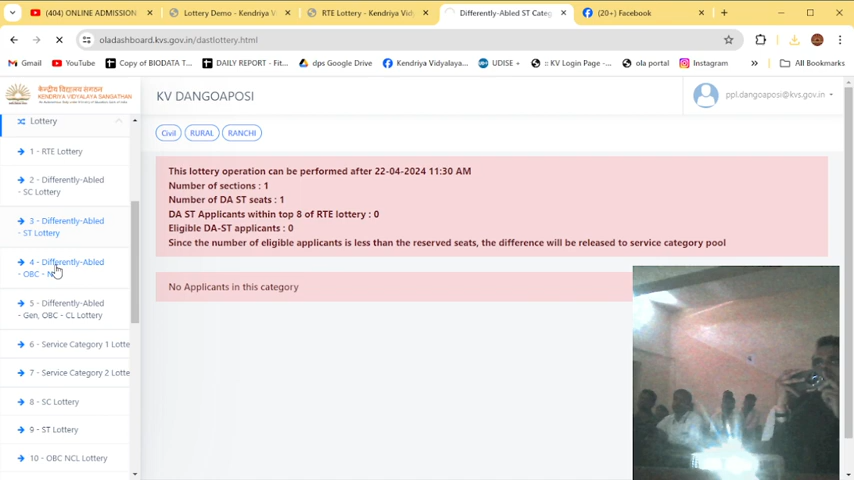 (404) ONLINE ADMISSION
Lottery Demo - Kendriya V
RTE Lottery - Kendriya Vidy
Differently-Abled ST Categ
(20+) Facebook
oladashboard.kvs.gov.in/dastlottery.html
Gmail
YouTube
Copy of BIODATA T...
DAILY REPORT - Fit...
dps Google Drive
Kendriya Vidyalaya...
UDISE +
:: KV Login Page -...
ola portal
Instagram
All Bookmarks
केन्द्रीय विद्यालय संगठन
KENDRIYA VIDYALAYA SANGATHAN
KV DANGOAPOSI
ppl.dangoaposi@kvs.gov.in
Lottery
1 - RTE Lottery
2 - Differently-Abled
- SC Lottery
3 - Differently-Abled
- ST Lottery
4 - Differently-Abled
- OBC -
5 - Differently-Abled
- Gen, OBC - CL Lottery
6 - Service Category 1 Lotte
7 - Service Category 2 Lotte
8 - SC Lottery
9 - ST Lottery
10 - OBC NCL Lottery
Civil
RURAL
RANCHI
This lottery operation can be performed after 22-04-2024 11:30 AM
Number of sections : 1
Number of DA ST seats : 1
DA ST Applicants within top 8 of RTE lottery : 0
Eligible DA-ST applicants : 0
Since the number of eligible applicants is less than the reserved seats, the difference will be released to service category pool
No Applicants in this category